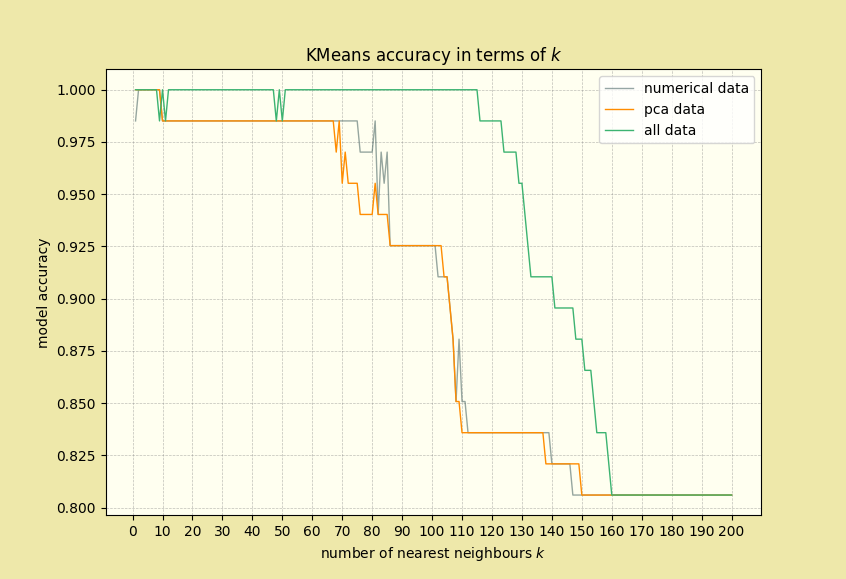 KMeans accuracy in terms of k
numerical data
pca data
all data
1.000
0.975
0.950
0.925
0.900
0.875
0.850
0.825
0.800
model accuracy
0 10 20 30 40 50 60 70 80 90 100 110 120 130 140 150 160 170 180 190 200
number of nearest neighbours k